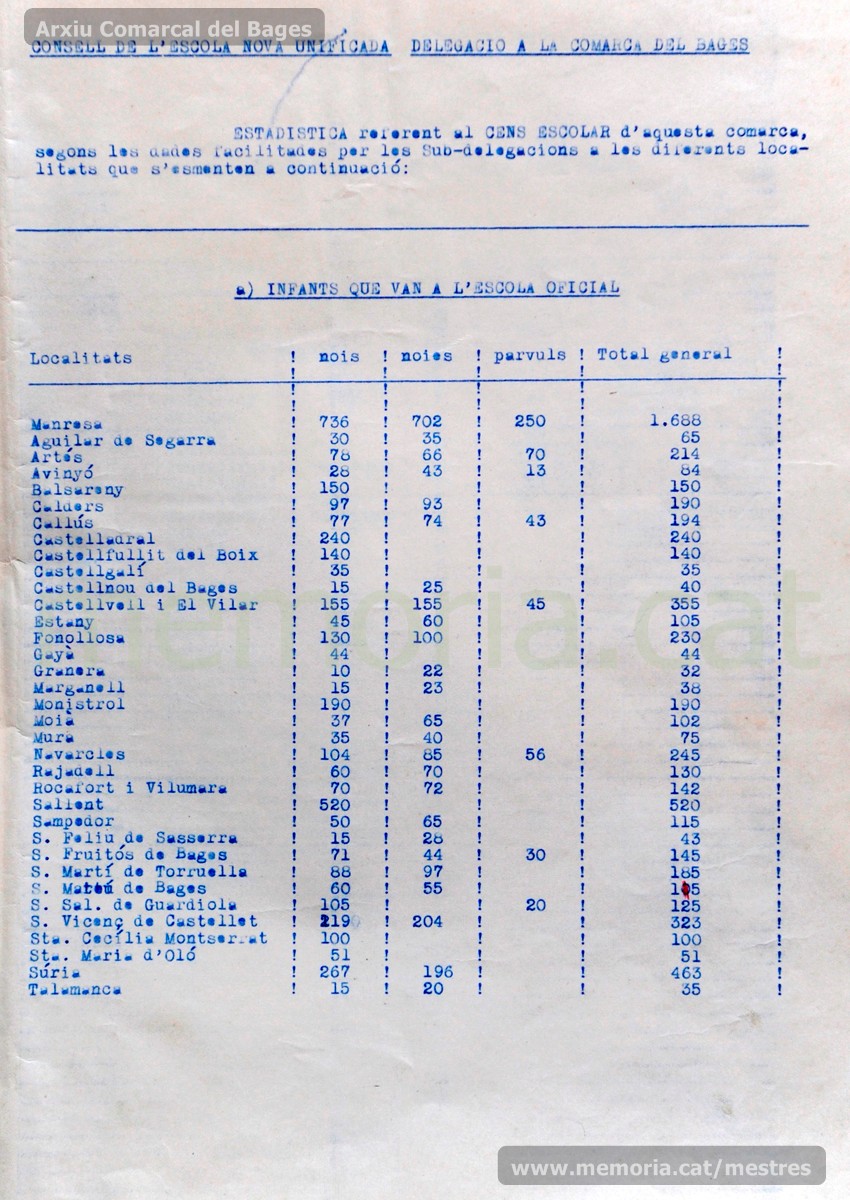 Arxiu Comarcal del Bages
CONSELL DE L'ESCOLA NOVA UNIFICADA DELEGACIO A LA COMARCA DEL BAGES
ESTADISTICA referent al CENS ESCOLAR d'aquesta comarca,
segons les dades facilitades per les Sub-delegacions a les diferents loca-
litats que s'esmenten a continuació:
a) INFANTS QUE VAN A L'ESCOLA OFICIAL
Localitats ! nois ! noies ! parvuls ! Total general !
Manresa ! 736 ! 702 ! 250 ! 1.688 !
Aguilar de Segarra ! 30 ! 35 ! ! 65 !
Artés ! 78 ! 66 ! 70 ! 214 !
Avinyó ! 28 ! 43 ! 13 ! 84 !
Balsareny ! 150 ! ! ! 150 !
Calders ! 97 ! 93 ! ! 190 !
Callús ! 77 ! 74 ! 43 ! 194 !
Castelladral ! 240 ! ! ! 240 !
Castellfullit del Boix ! 140 ! ! ! 140 !
Castellgalí ! 35 ! ! ! 35 !
Castellnou del Bages ! 15 ! 25 ! ! 40 !
Castellvell i El Vilar ! 155 ! 155 ! 45 ! 355 !
Estany ! 45 ! 60 ! ! 105 !
Fonollosa ! 130 ! 100 ! ! 230 !
Gayà ! 44 ! ! ! 44 !
Granera ! 10 ! 22 ! ! 32 !
Marganell ! 15 ! 23 ! ! 38 !
Monistrol ! 190 ! ! ! 190 !
Moià ! 37 ! 65 ! ! 102 !
Mura ! 35 ! 40 ! ! 75 !
Navarcles ! 104 ! 85 ! 56 ! 245 !
Rajadell ! 60 ! 70 ! ! 130 !
Rocafort i Vilumara ! 70 ! 72 ! ! 142 !
Sallent ! 520 ! ! ! 520 !
Sampedor ! 50 ! 65 ! ! 115 !
S. Feliu de Sasserra ! 15 ! 28 ! ! 43 !
S. Fruitós de Bages ! 71 ! 44 ! 30 ! 145 !
S. Martí de Torruella ! 88 ! 97 ! ! 185 !
S. Mateú de Bages ! 60 ! 55 ! ! !
S. Sal. de Guardiola ! 105 ! ! 20 ! 125 !
S. Vicenç de Castellet ! 219 ! 204 ! ! 323 !
Sta. Cecília Montserrat ! 100 ! ! ! 100 !
Sta. Maria d'Oló ! 51 ! ! ! 51 !
Súria ! 267 ! 196 ! ! 463 !
Talamanca ! 15 ! 20 ! ! 35 !
memoria.cat
www.memoria.cat/mestres